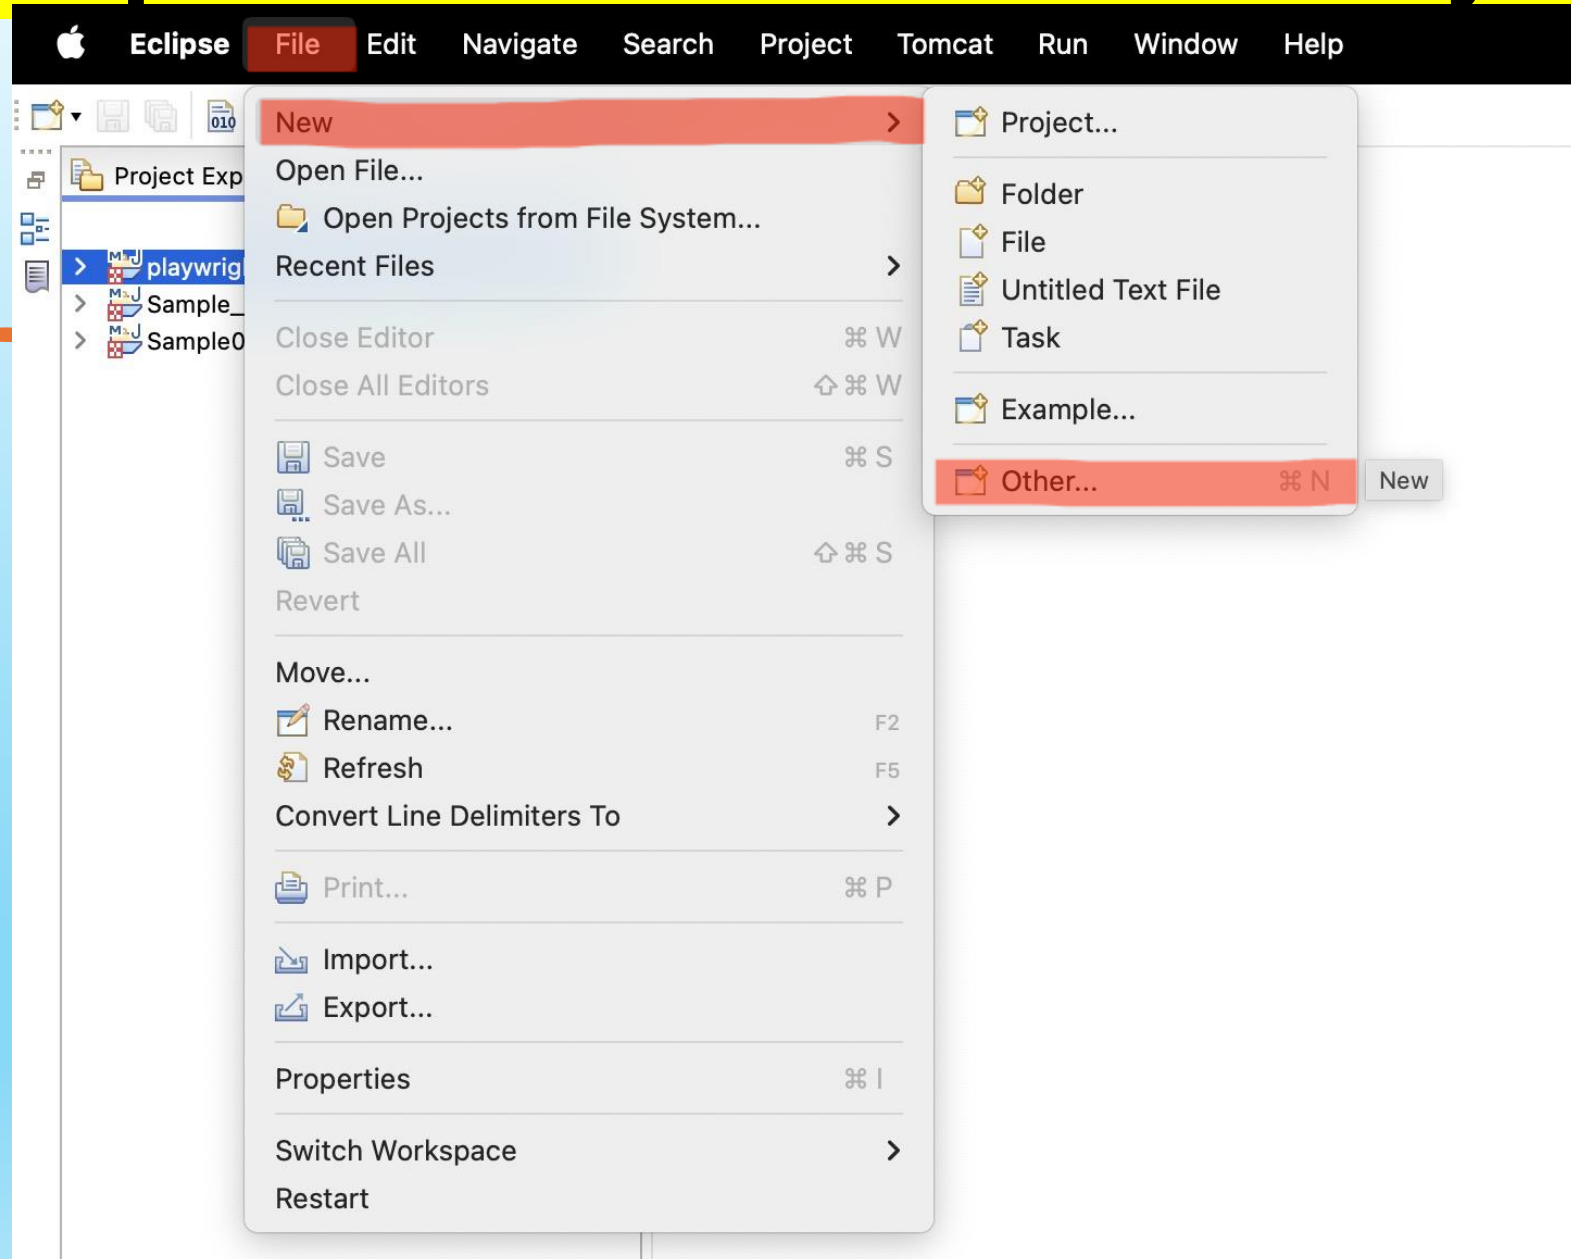 Eclipse File Edit Navigate Search Project Tomcat Run Window Help
010
Project Exp
playwrig
Sample_
Sample0
New
Open File...
Open Projects from File System...
Recent Files
Close Editor ⌘ W
Close All Editors ⇧ ⌘ W
Save ⌘ S
Save As...
Save All ⇧ ⌘ S
Revert
Move...
Rename... F2
Refresh F5
Convert Line Delimiters To
Print... ⌘ P
Import...
Export...
Properties ⌘ I
Switch Workspace
Restart
Project...
Folder
File
Untitled Text File
Task
Example...
Other... ⌘ N
New